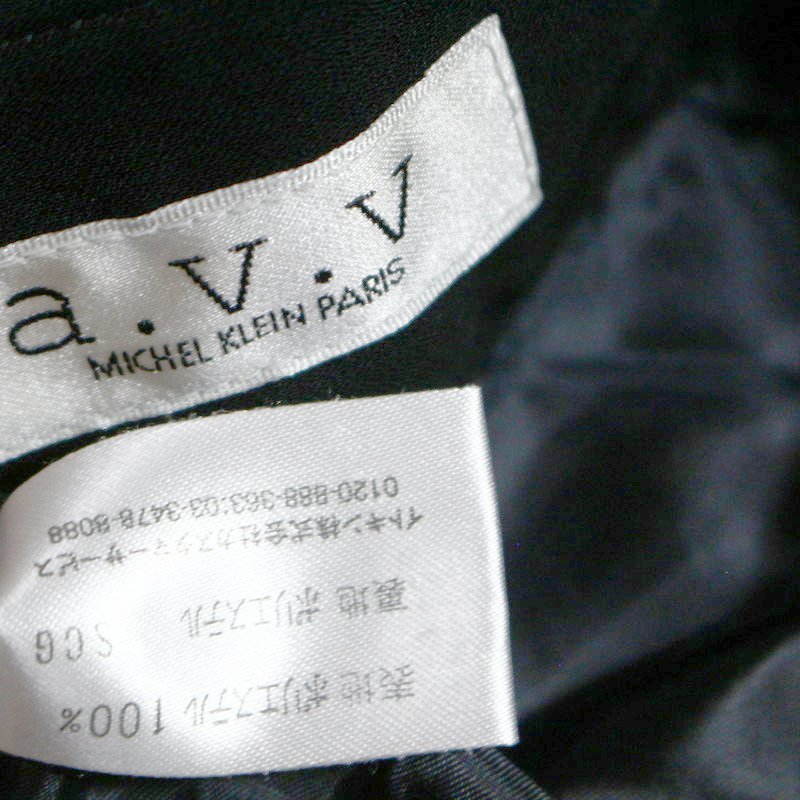 a.v.v
MICHEL KLEIN PARIS
表地 ポリエステル 100%
裏地 ポリエステル
イトキン株式会社カスタマーサービス
0120-888-363:03-3478-8088